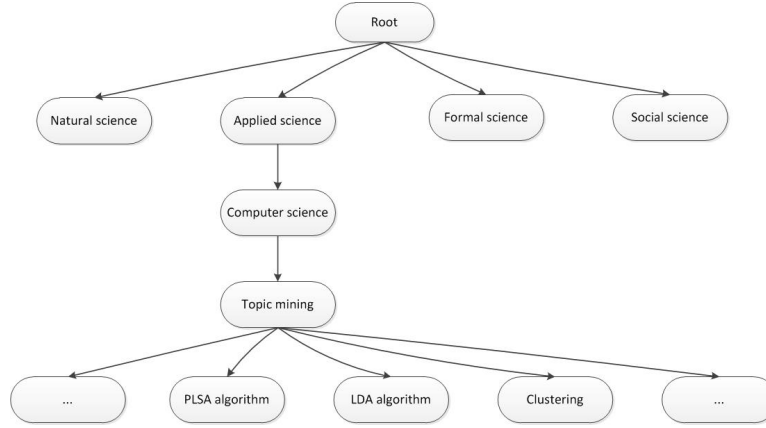 Root
Natural science
Applied science
Formal science
Social science
Computer science
Topic mining
...
PLSA algorithm
LDA algorithm
Clustering
...